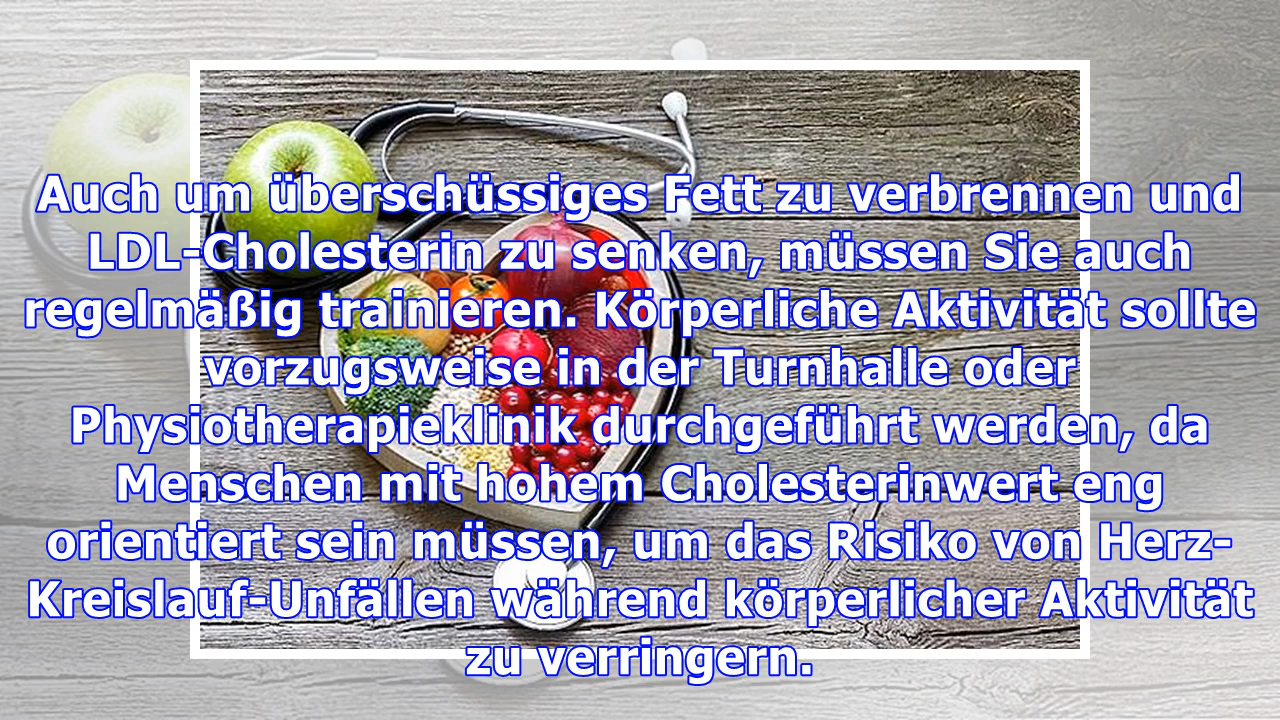 Auch um überschüssiges Fett zu verbrennen und
LDL-Cholesterin zu senken, müssen Sie auch
regelmäßig trainieren. Körperliche Aktivität sollte
vorzugsweise in der Turnhalle oder
Physiotherapieklinik durchgeführt werden, da
Menschen mit hohem Cholesterinwert eng
orientiert sein müssen, um das Risiko von Herz-
Kreislauf-Unfällen während körperlicher Aktivität
zu verringern.